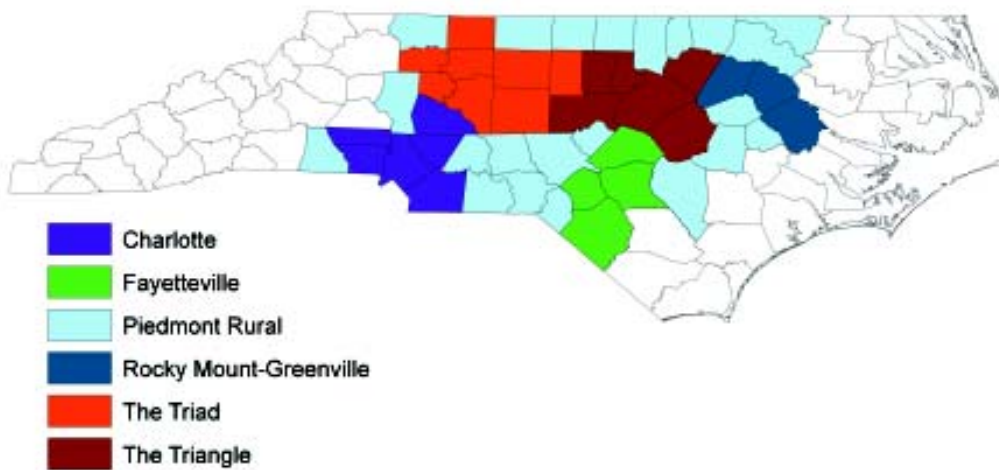 Charlotte
Fayetteville
Piedmont Rural
Rocky Mount-Greenville
The Triad
The Triangle